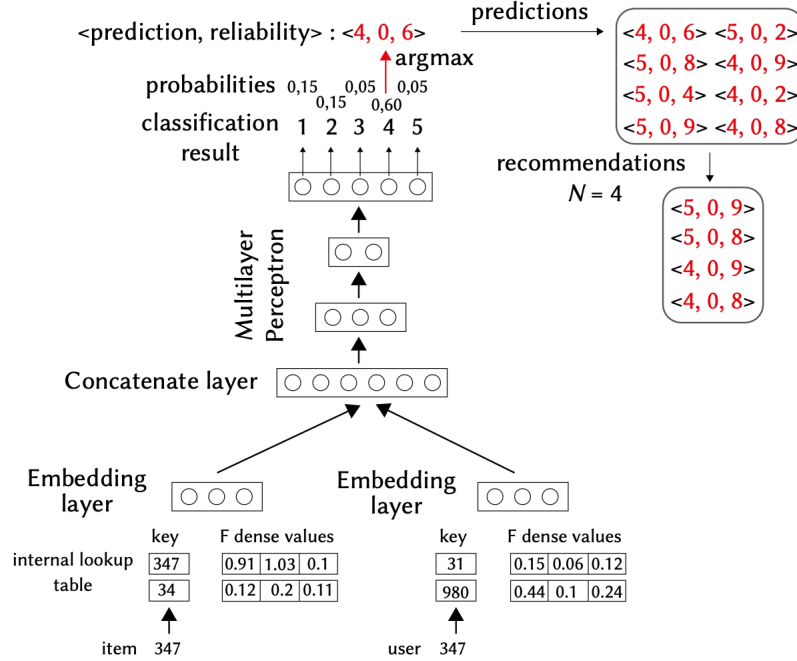 predictions
<prediction, reliability> : <4, 0, 6>
argmax
probabilities
0,15 0,15 0,05 0,60 0,05
classification
result
1 2 3 4 5
<4, 0, 6> <5, 0, 2>
<5, 0, 8> <4, 0, 9>
<5, 0, 4> <4, 0, 2>
<5, 0, 9> <4, 0, 8>
recommendations
N = 4
<5, 0, 9>
<5, 0, 8>
<4, 0, 9>
<4, 0, 8>
Multilayer
Perceptron
Concatenate layer
Embedding
layer
Embedding
layer
key F dense values
internal lookup
table
347 0.91 1.03 0.1
34 0.12 0.2 0.11
item 347
key F dense values
31 0.15 0.06 0.12
980 0.44 0.1 0.24
user 347